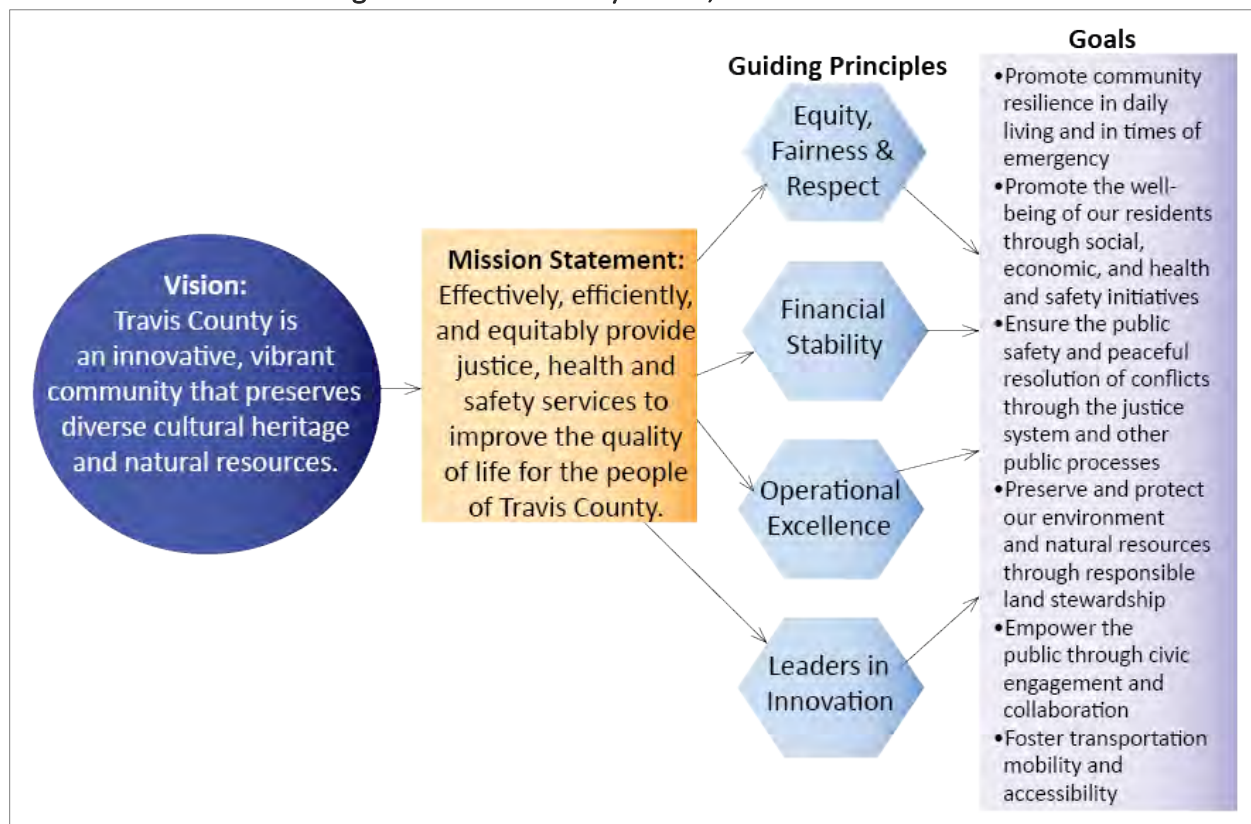 Vision:
Travis County is
an innovative, vibrant
community that preserves
diverse cultural heritage
and natural resources.
Mission Statement:
Effectively, efficiently,
and equitably provide
justice, health and
safety services to
improve the quality
of life for the people
of Travis County.
Guiding Principles
Equity,
Fairness &
Respect
Financial
Stability
Operational
Excellence
Leaders in
Innovation
Goals
•Promote community
resilience in daily
living and in times of
emergency
•Promote the well-
being of our residents
through social,
economic, and health
and safety initiatives
•Ensure the public
safety and peaceful
resolution of conflicts
through the justice
system and other
public processes
•Preserve and protect
our environment
and natural resources
through responsible
land stewardship
•Empower the
public through civic
engagement and
collaboration
•Foster transportation
mobility and
accessibility